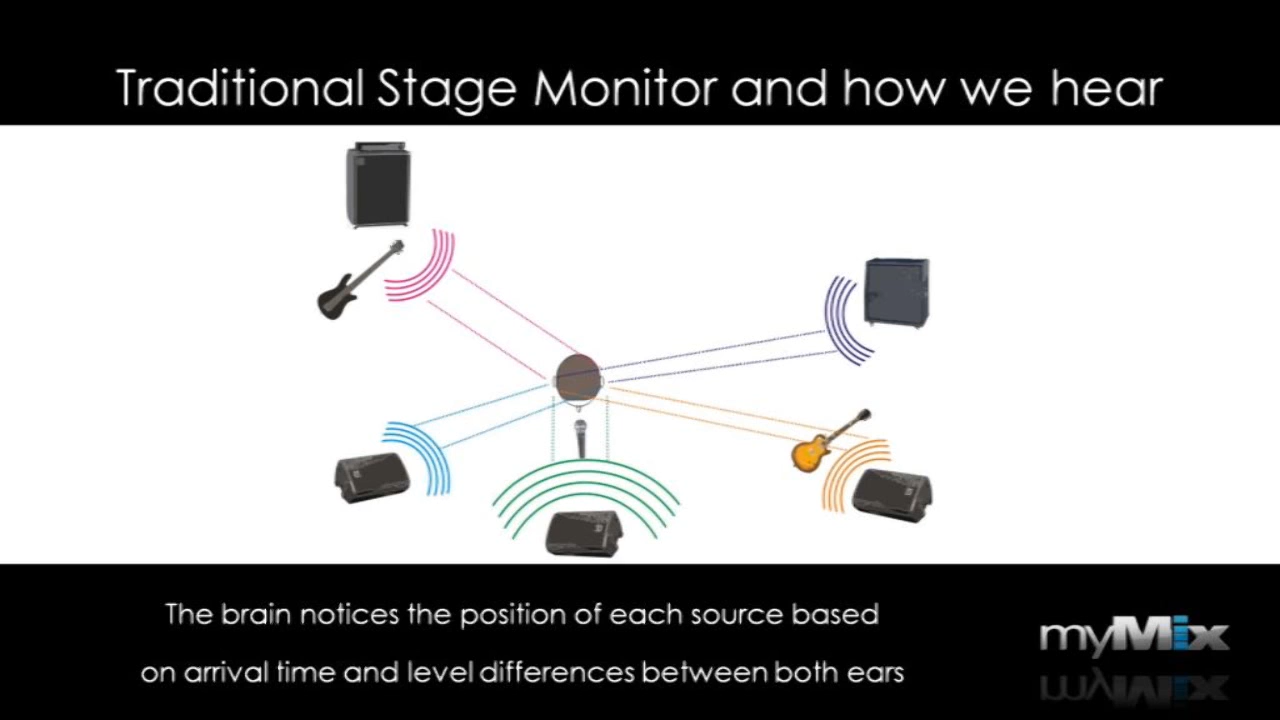 Traditional Stage Monitor and how we hear
The brain notices the position of each source based
on arrival time and level differences between both ears
myMix